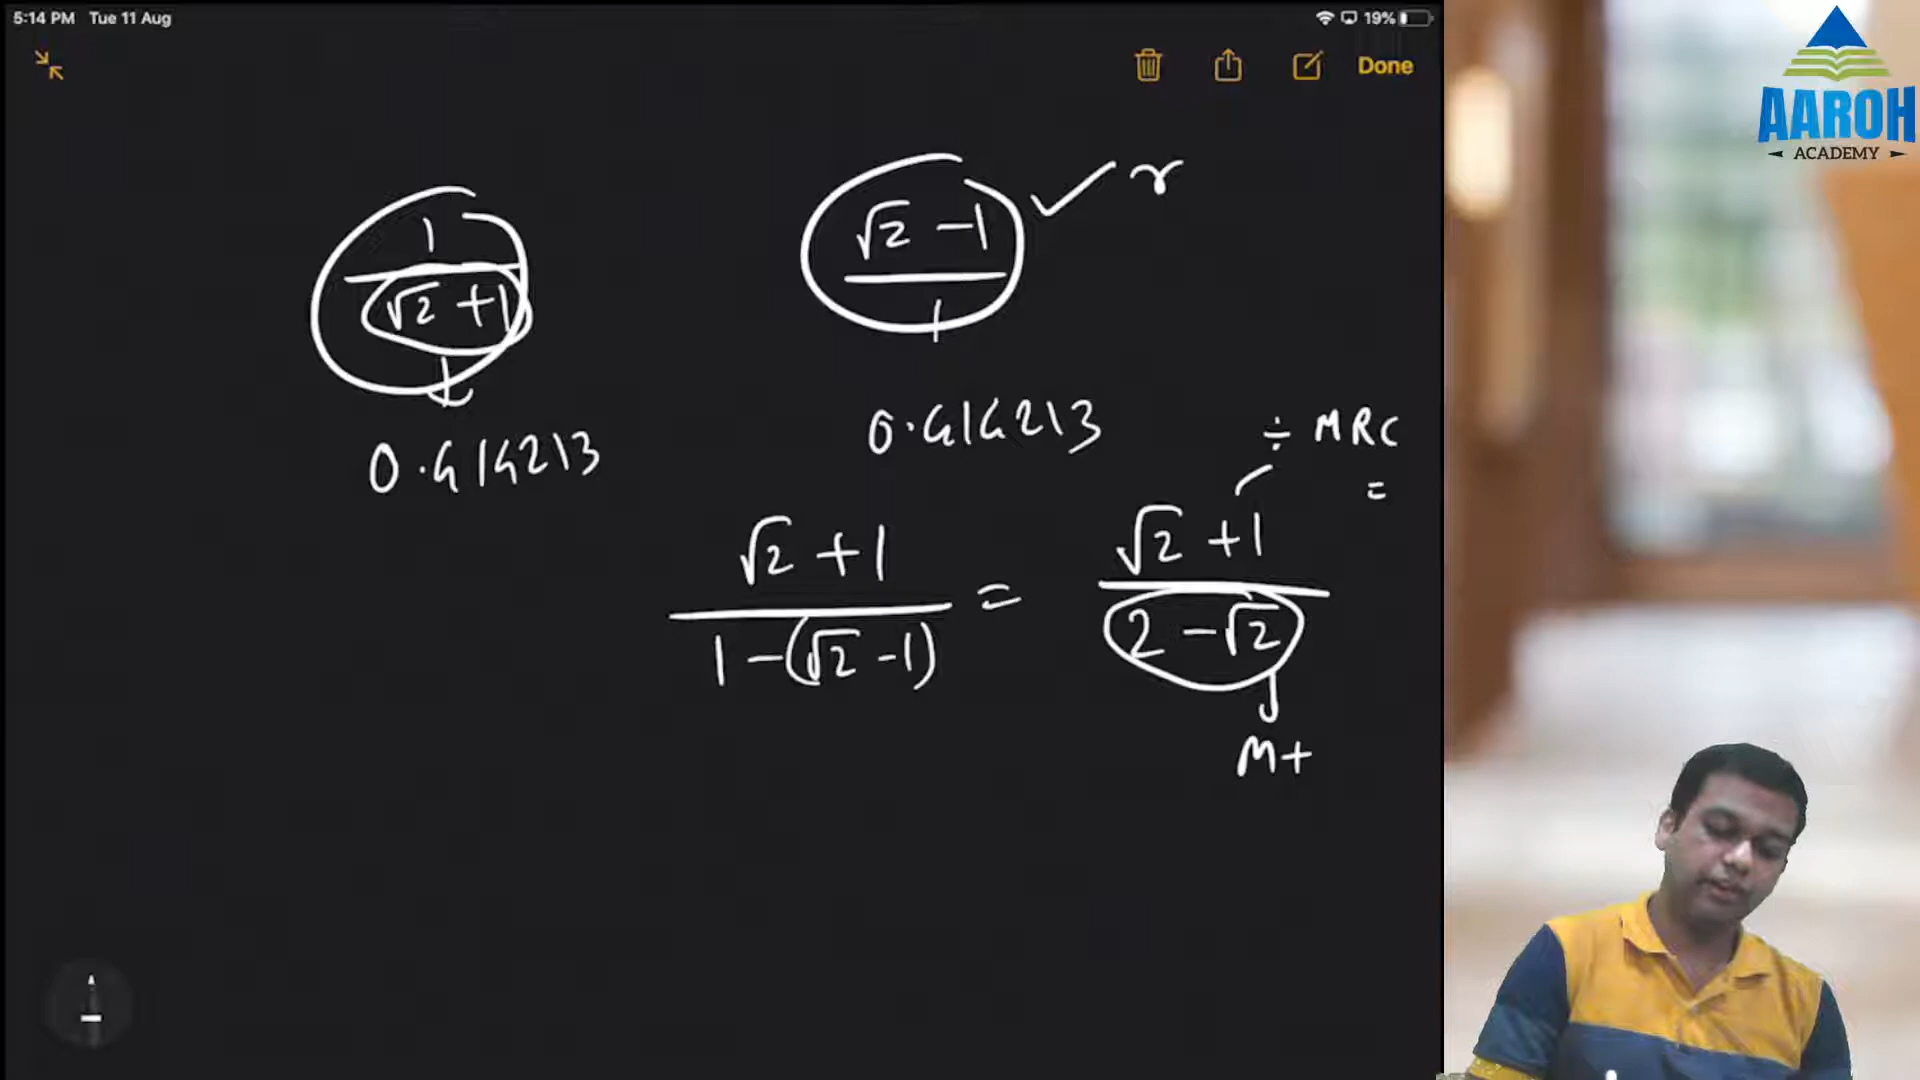 5:14 PM Tue 11 Aug
19%
Done
AAROH
ACADEMY
1
√2 + 1
0.414213
√2 - 1
1
✓ r
0.414213
÷ MRC
=
√2 + 1
1 - (√2 - 1)
=
√2 + 1
2 - √2
M+